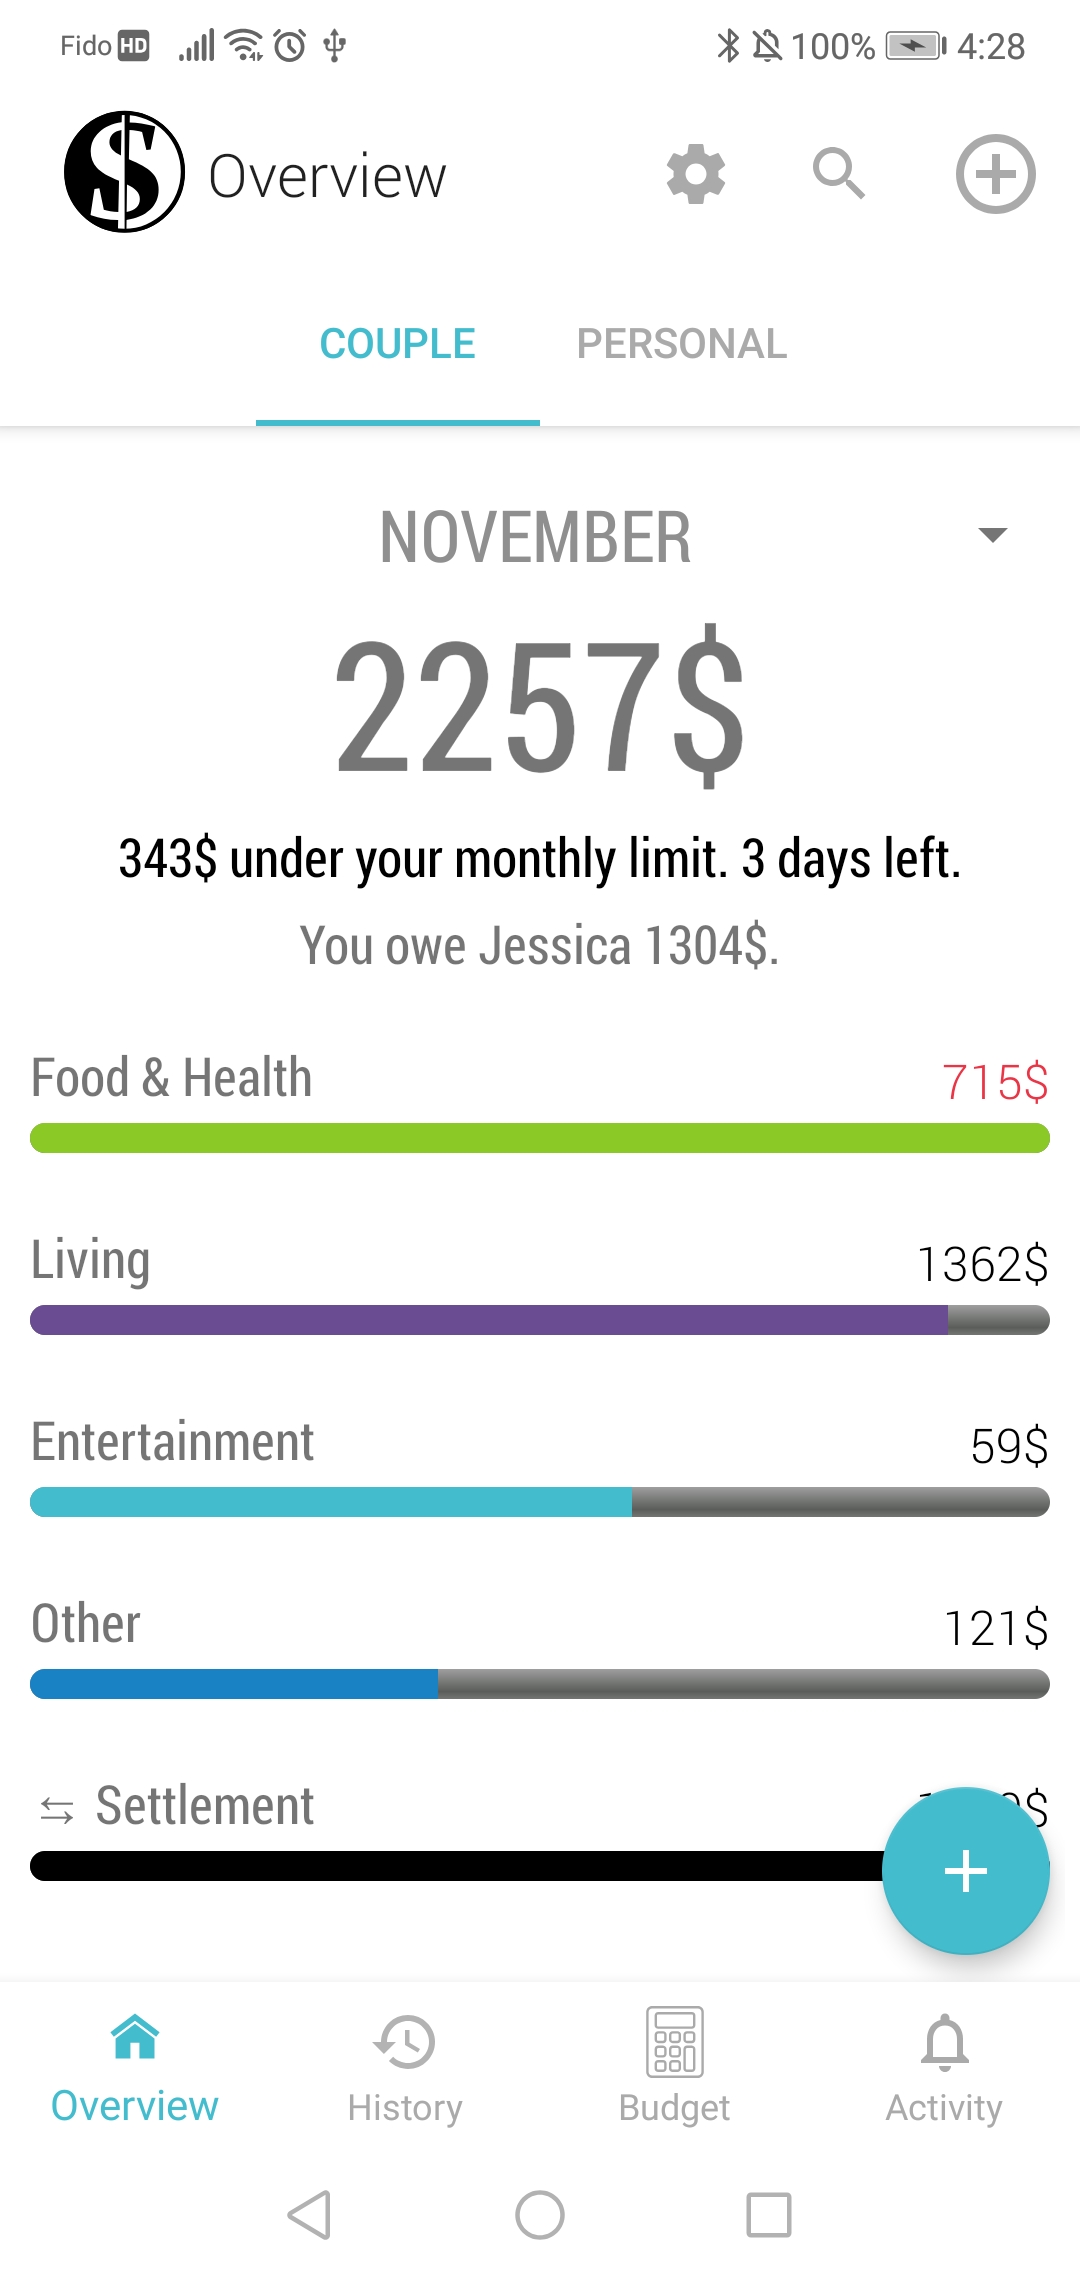 Fido HD 100% 4:28
$ Overview
COUPLE PERSONAL
NOVEMBER
2257$
343$ under your monthly limit. 3 days left.
You owe Jessica 1304$.
Food & Health 715$
Living 1362$
Entertainment 59$
Other 121$
Settlement
Overview History Budget Activity